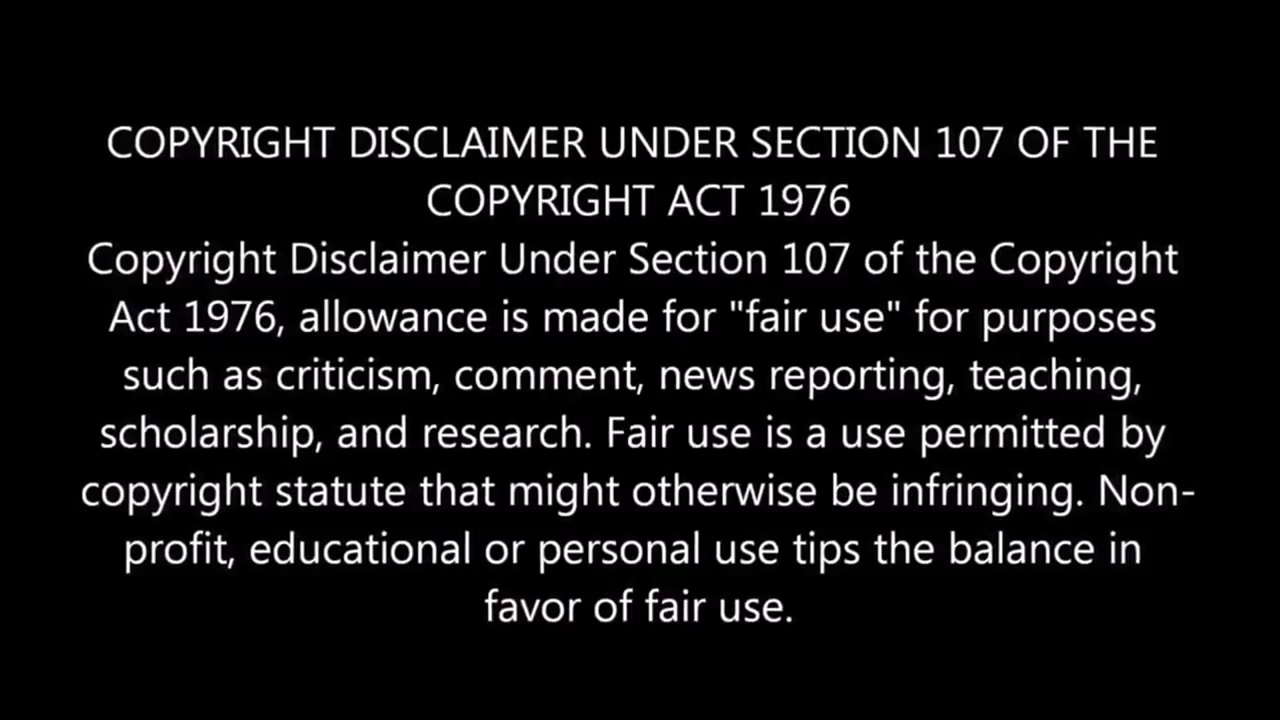 COPYRIGHT DISCLAIMER UNDER SECTION 107 OF THE
COPYRIGHT ACT 1976
Copyright Disclaimer Under Section 107 of the Copyright
Act 1976, allowance is made for "fair use" for purposes
such as criticism, comment, news reporting, teaching,
scholarship, and research. Fair use is a use permitted by
copyright statute that might otherwise be infringing. Non-
profit, educational or personal use tips the balance in
favor of fair use.